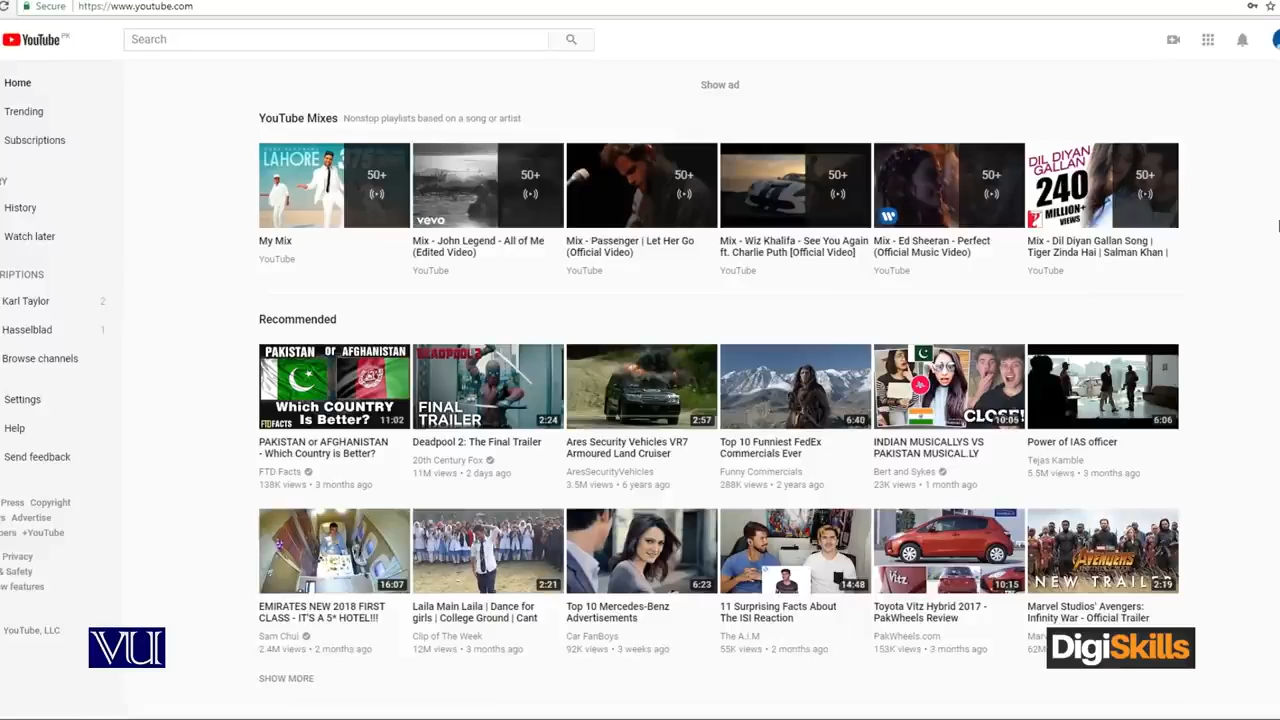 Secure
https://www.youtube.com
YouTube PK
Search
Home
Trending
Subscriptions
RY
History
Watch later
RIPTIONS
Karl Taylor 2
Hasselblad 1
Browse channels
Settings
Help
Send feedback
Press Copyright
rs Advertise
pers +YouTube
Privacy
& Safety
ew features
YouTube, LLC
Show ad
YouTube Mixes Nonstop playlists based on a song or artist
LAHORE
50+
vevo
50+
50+
50+
50+
DIL DIYAN
GALLAN
240
MILLION+
VIEWS
50+
My Mix
YouTube
Mix - John Legend - All of Me
(Edited Video)
YouTube
Mix - Passenger | Let Her Go
(Official Video)
YouTube
Mix - Wiz Khalifa - See You Again
ft. Charlie Puth [Official Video]
YouTube
Mix - Ed Sheeran - Perfect
(Official Music Video)
YouTube
Mix - Dil Diyan Gallan Song |
Tiger Zinda Hai | Salman Khan |
YouTube
Recommended
PAKISTAN or AFGHANISTAN
Which COUNTRY
Is Better?
FTDFACTS
11:02
PAKISTAN or AFGHANISTAN
- Which Country is Better?
FTD Facts
138K views • 3 months ago
DEADPOOL 2
FINAL
TRAILER
2:24
Deadpool 2: The Final Trailer
20th Century Fox
11M views • 2 days ago
2:57
Ares Security Vehicles VR7
Armoured Land Cruiser
AresSecurityVehicles
3.5M views • 6 years ago
6:40
Top 10 Funniest FedEx
Commercials Ever
Funny Commercials
288K views • 2 years ago
CLOSE!
10:05
INDIAN MUSICALLYS VS
PAKISTAN MUSICAL.LY
Bert and Sykes
23K views • 1 month ago
6:06
Power of IAS officer
Tejas Kamble
5.5M views • 3 months ago
16:07
EMIRATES NEW 2018 FIRST
CLASS - IT'S A 5* HOTEL!!!
Sam Chui
2.4M views • 2 months ago
2:21
Laila Main Laila | Dance for
girls | College Ground | Cant
Clip of The Week
12M views • 3 months ago
6:23
Top 10 Mercedes-Benz
Advertisements
Car FanBoys
92K views • 3 weeks ago
14:48
11 Surprising Facts About
The ISI Reaction
The A.I.M
55K views • 2 months ago
Vitz
10:15
Toyota Vitz Hybrid 2017 -
PakWheels Review
PakWheels.com
153K views • 3 months ago
AVENGERS
INFINITY WAR
NEW TRAIL
2:19
Marvel Studios' Avengers:
Infinity War - Official Trailer
Mar
62M
SHOW MORE
VU
DigiSkills